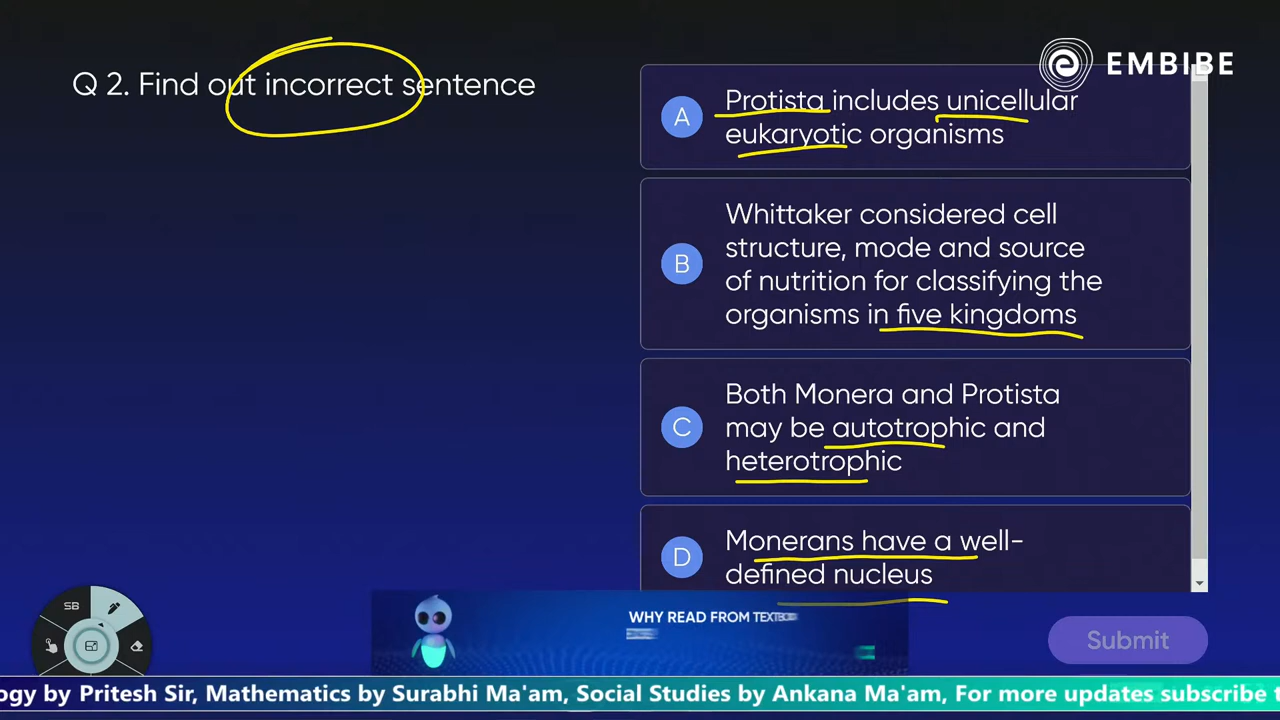 EMBIBE
Q 2. Find out incorrect sentence
A
Protista includes unicellular
eukaryotic organisms
B
Whittaker considered cell
structure, mode and source
of nutrition for classifying the
organisms in five kingdoms
C
Both Monera and Protista
may be autotrophic and
heterotrophic
D
Monerans have a well-
defined nucleus
SB
WHY READ FROM
Submit
by Pritesh Sir, Mathematics by Surabhi Ma'am, Social Studies by Ankana Ma'am, For more updates subscribe